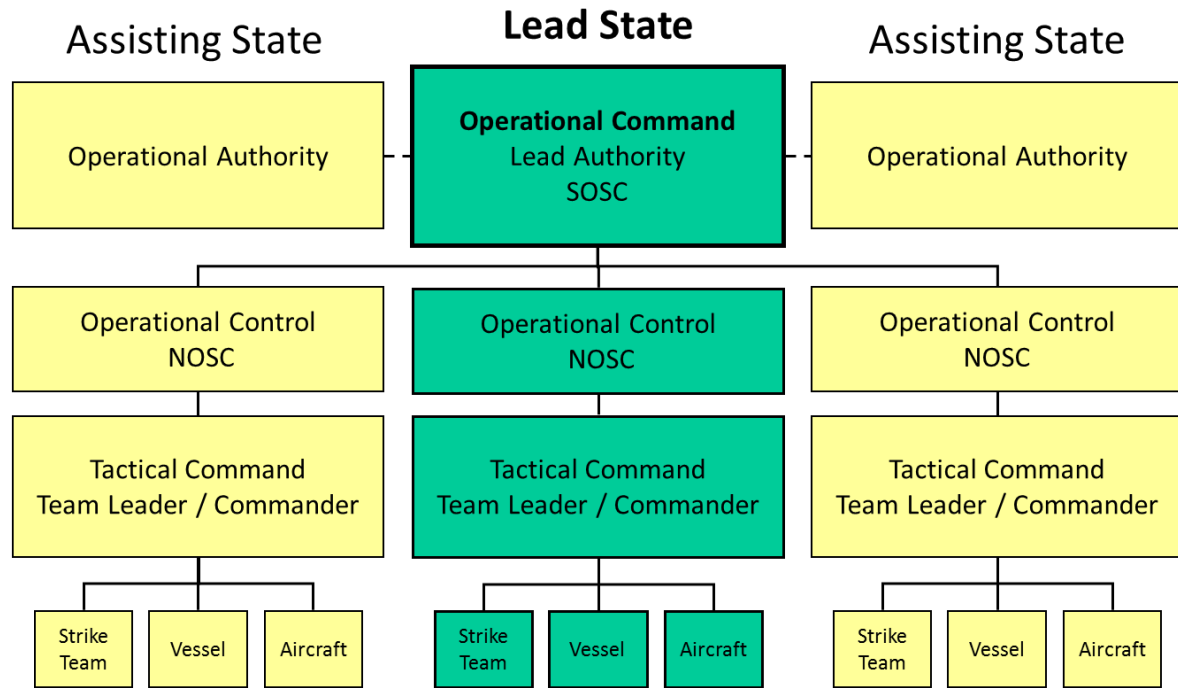 Assisting State
Lead State
Assisting State
Operational Authority
Operational Command
Lead Authority
SOSC
Operational Authority
Operational Control
NOSC
Operational Control
NOSC
Operational Control
NOSC
Tactical Command
Team Leader / Commander
Tactical Command
Team Leader / Commander
Tactical Command
Team Leader / Commander
Strike
Team
Vessel
Aircraft
Strike
Team
Vessel
Aircraft
Strike
Team
Vessel
Aircraft